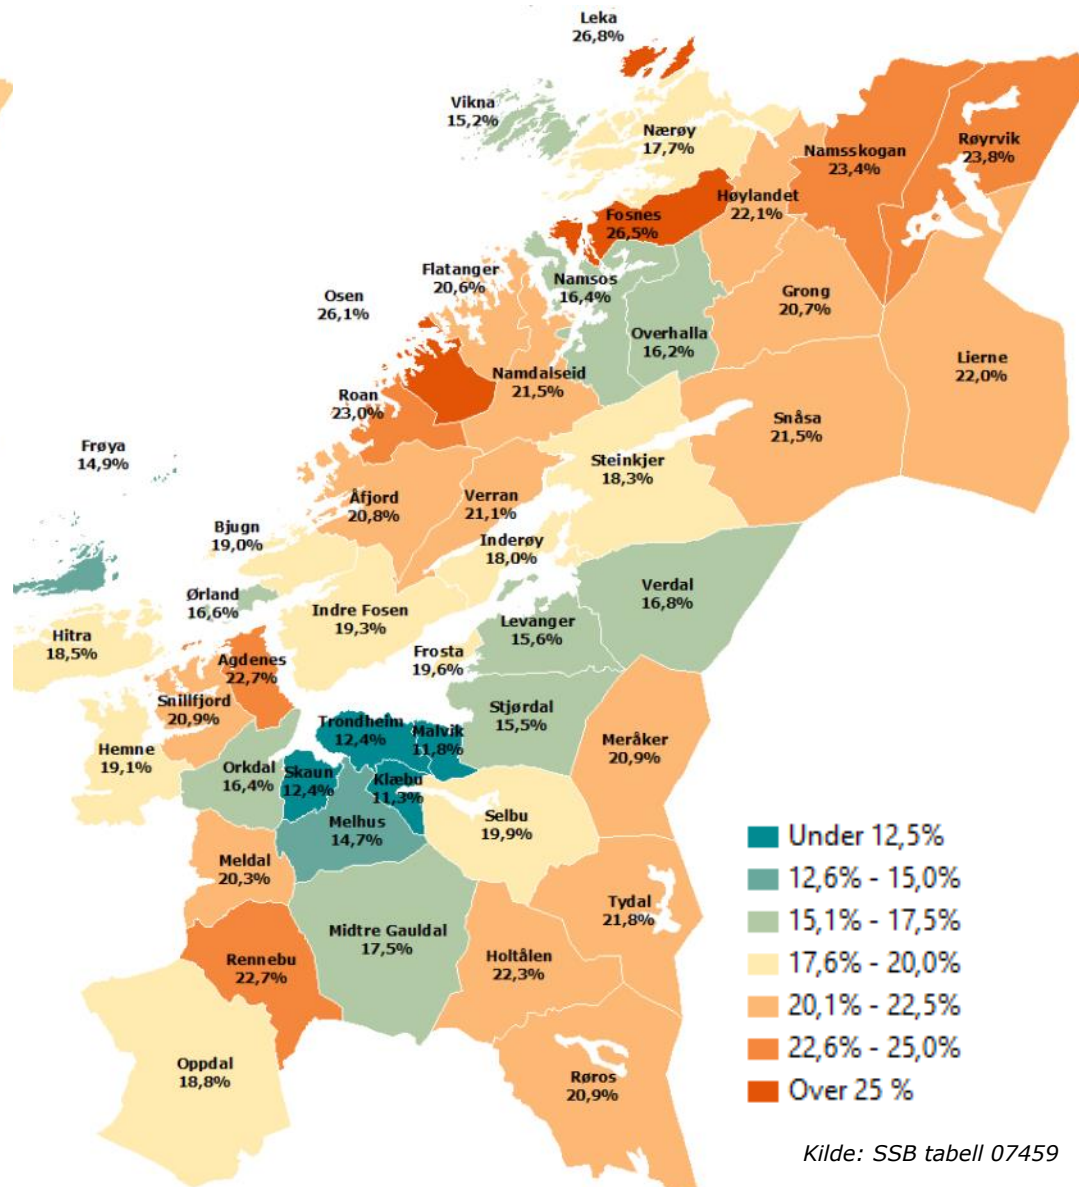 Leka
26,8%
Vikna
15,2%
Nærøy
17,7%
Namsskogan
23,4%
Røyrvik
23,8%
Høylandet
22,1%
Fosnes
26,5%
Flatanger
20,6%
Namsos
16,4%
Osen
26,1%
Grong
20,7%
Overhalla
16,2%
Lierne
22,0%
Namdalseid
21,5%
Roan
23,0%
Snåsa
21,5%
Frøya
14,9%
Steinkjer
18,3%
Åfjord
20,8%
Verran
21,1%
Bjugn
19,0%
Inderøy
18,0%
Verdal
16,8%
Ørland
16,6%
Indre Fosen
19,3%
Levanger
15,6%
Hitra
18,5%
Frosta
19,6%
Agdenes
22,7%
Snillfjord
20,9%
Stjørdal
15,5%
Trondheim
12,4%
Malvik
11,8%
Meråker
20,9%
Hemne
19,1%
Orkdal
16,4%
Skaun
12,4%
Klæbu
11,3%
Selbu
19,9%
Melhus
14,7%
Meldal
20,3%
Tydal
21,8%
Midtre Gauldal
17,5%
Rennebu
22,7%
Holtålen
22,3%
Oppdal
18,8%
Røros
20,9%
Under 12,5%
12,6% - 15,0%
15,1% - 17,5%
17,6% - 20,0%
20,1% - 22,5%
22,6% - 25,0%
Over 25 %
Kilde: SSB tabell 07459